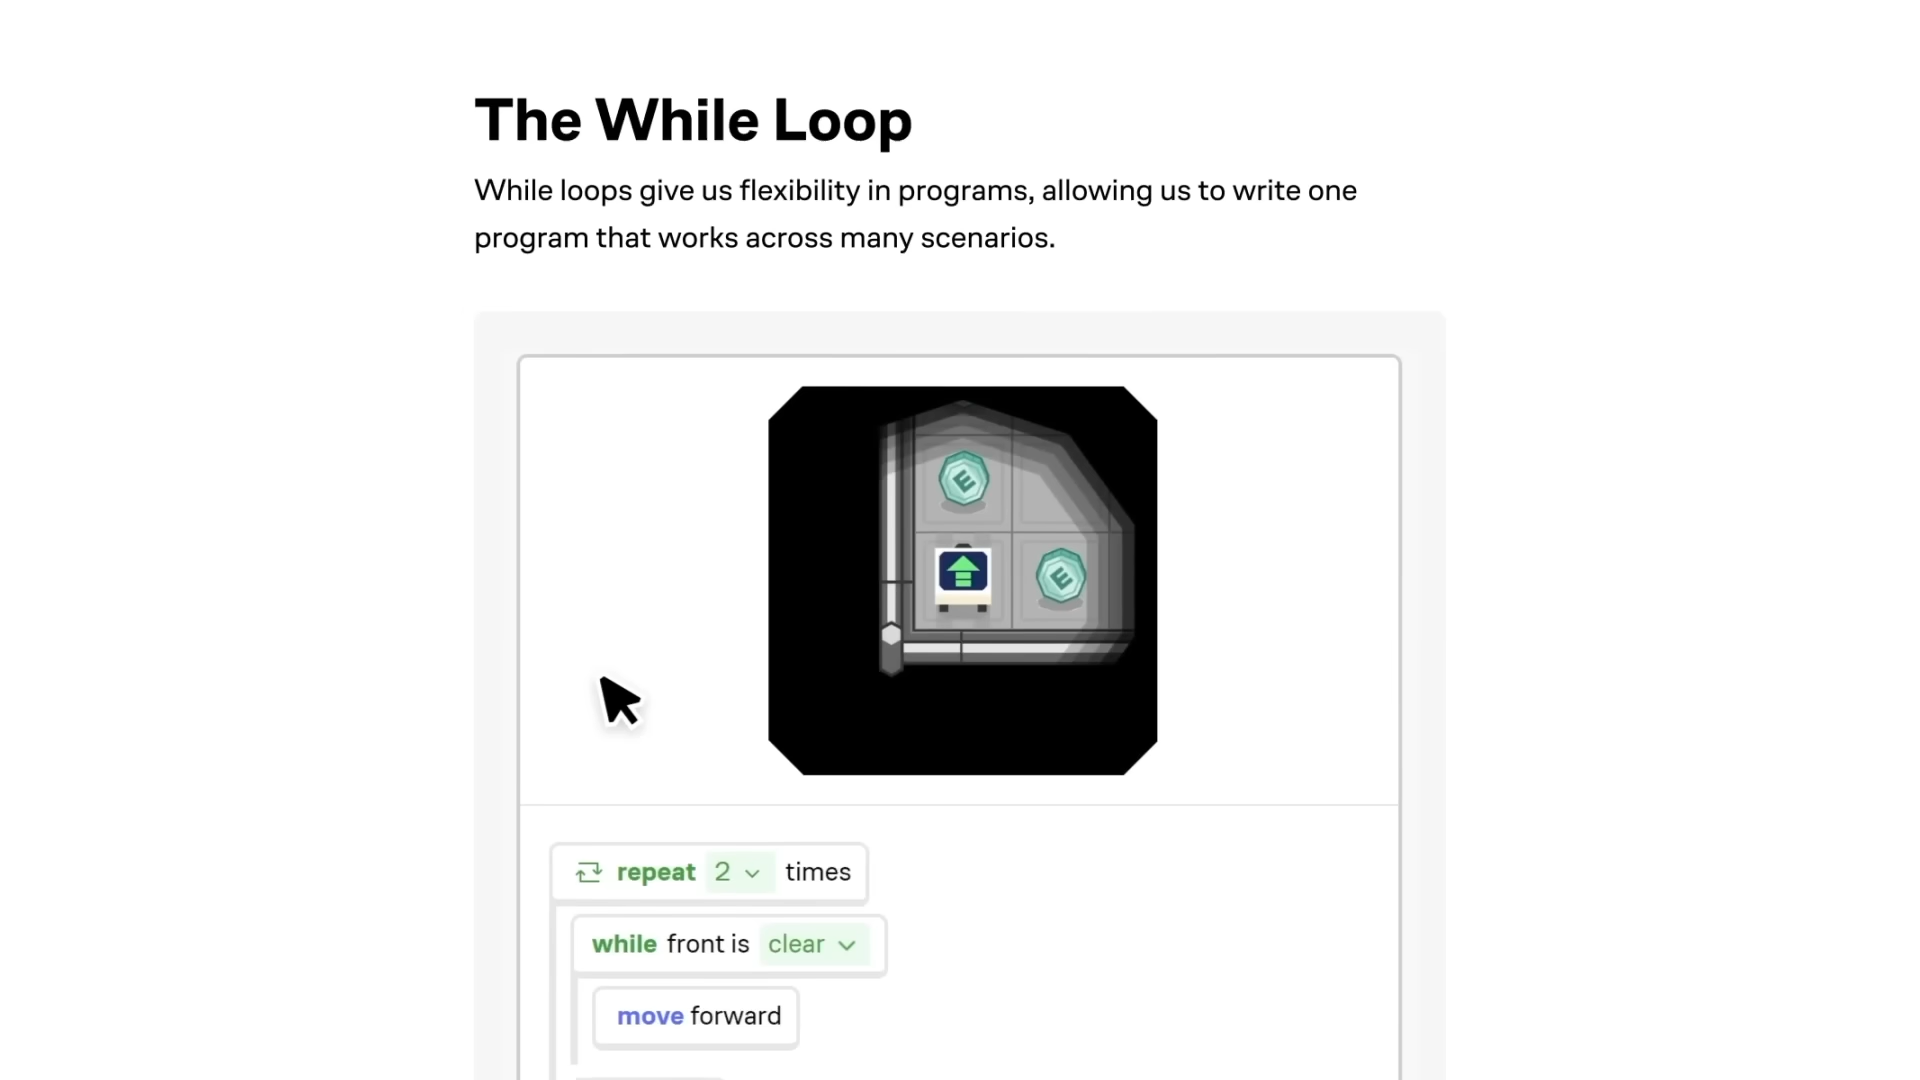 The While Loop
While loops give us flexibility in programs, allowing us to write one
program that works across many scenarios.
E
E
repeat 2 times
while front is clear
move forward